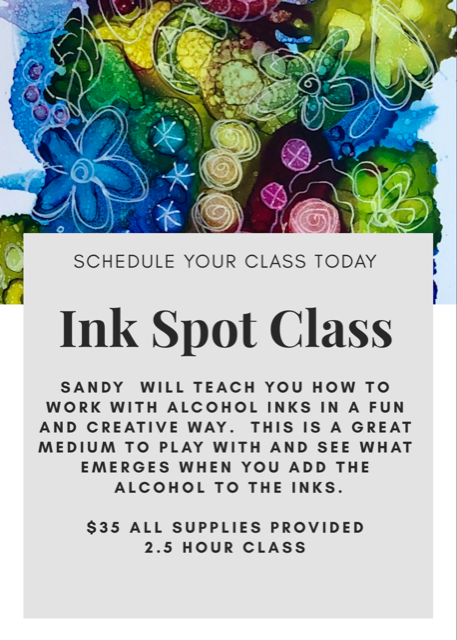 SCHEDULE YOUR CLASS TODAY
Ink Spot Class
SANDY WILL TEACH YOU HOW TO
WORK WITH ALCOHOL INKS IN A FUN
AND CREATIVE WAY. THIS IS A GREAT
MEDIUM TO PLAY WITH AND SEE WHAT
EMERGES WHEN YOU ADD THE
ALCOHOL TO THE INKS.
$35 ALL SUPPLIES PROVIDED
2.5 HOUR CLASS